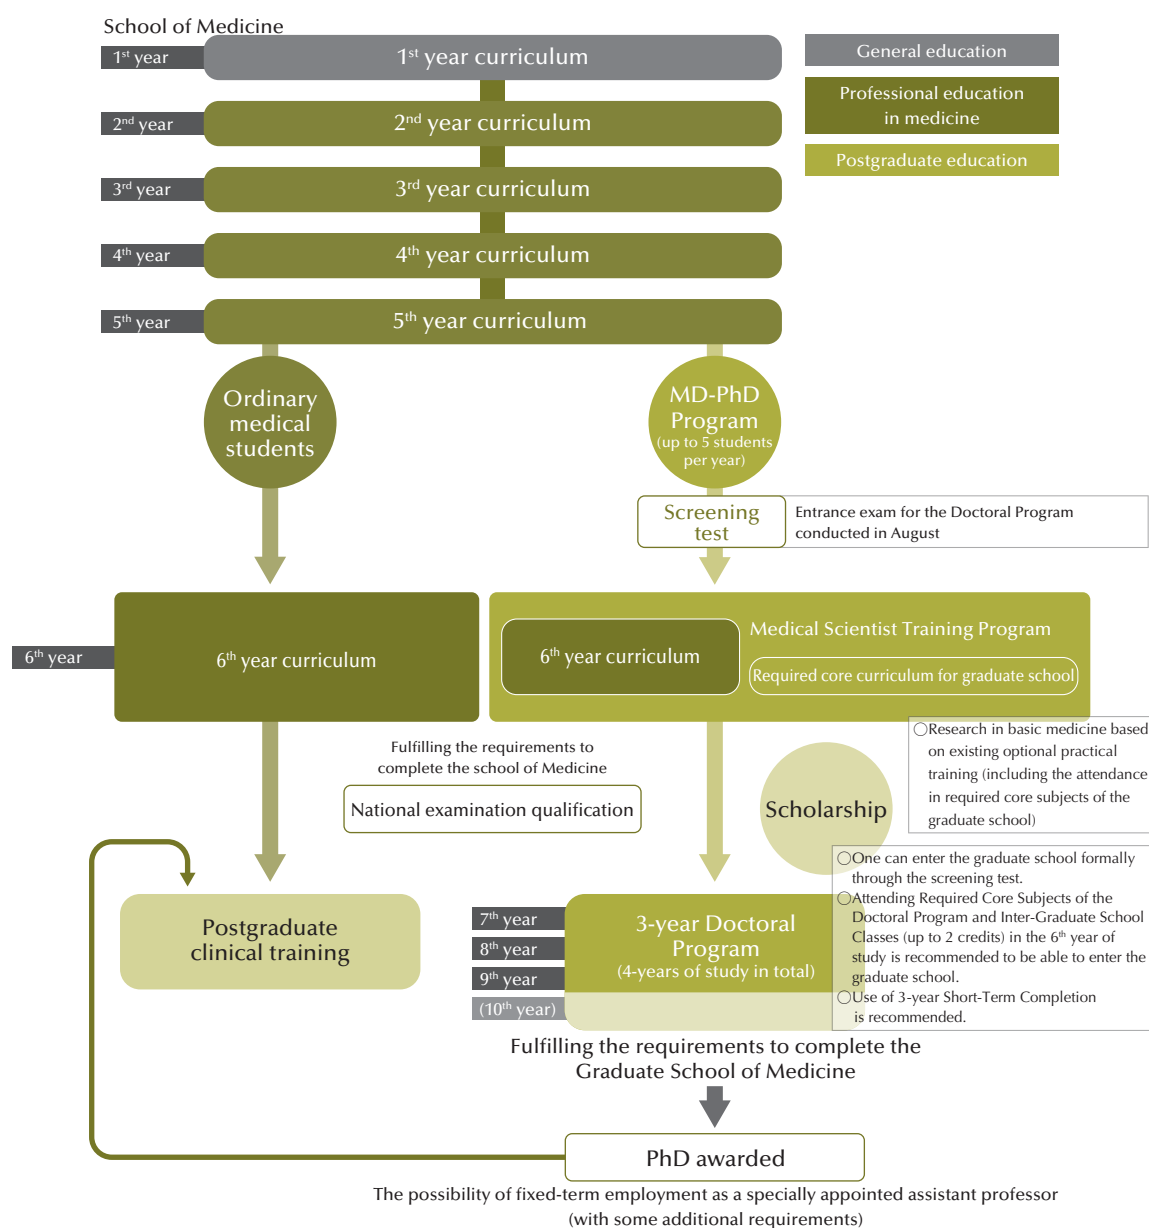 School of Medicine
1st year
1st year curriculum
General education
Professional education
in medicine
Postgraduate education
2nd year
2nd year curriculum
3rd year
3rd year curriculum
4th year
4th year curriculum
5th year
5th year curriculum
Ordinary
medical
students
MD-PhD
Program
(up to 5 students
per year)
Screening
test
Entrance exam for the Doctoral Program
conducted in August
6th year
6th year curriculum
6th year curriculum
Medical Scientist Training Program
Required core curriculum for graduate school
Fulfilling the requirements to
complete the school of Medicine
National examination qualification
Scholarship
○Research in basic medicine based
on existing optional practical
training (including the attendance
in required core subjects of the
graduate school)
○One can enter the graduate school formally
through the screening test.
○Attending Required Core Subjects of the
Doctoral Program and Inter-Graduate School
Classes (up to 2 credits) in the 6th year of
study is recommended to be able to enter the
graduate school.
○Use of 3-year Short-Term Completion
is recommended.
Postgraduate
clinical training
7th year
8th year
9th year
(10th year)
3-year Doctoral
Program
(4-years of study in total)
Fulfilling the requirements to complete the
Graduate School of Medicine
PhD awarded
The possibility of fixed-term employment as a specially appointed assistant professor
(with some additional requirements)